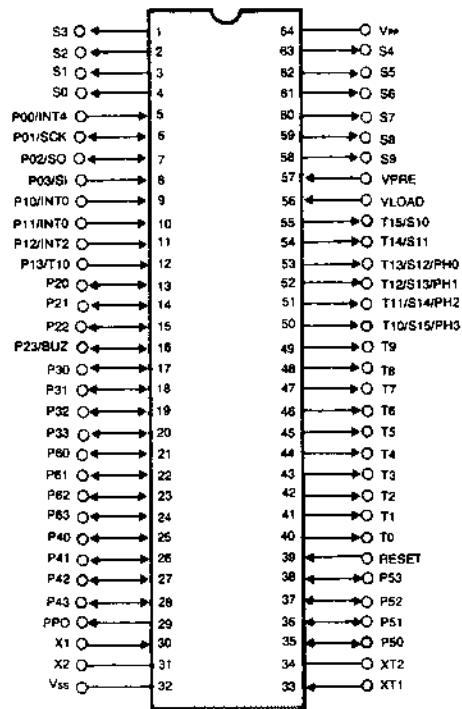 S3 1 64 VPP
S2 2 63 S4
S1 3 62 S5
S0 4 61 S6
P00/INT4 5 60 S7
P01/SCK 6 59 S8
P02/SO 7 58 S9
P03/SI 8 57 VPRE
P10/INT0 9 56 VLOAD
P11/INT0 10 55 T15/S10
P12/INT2 11 54 T14/S11
P13/T10 12 53 T13/S12/PH0
P20 13 52 T12/S13/PH1
P21 14 51 T11/S14/PH2
P22 15 50 T10/S15/PH3
P23/BUZ 16 49 T9
P30 17 48 T8
P31 18 47 T7
P32 19 46 T6
P33 20 45 T5
P60 21 44 T4
P61 22 43 T3
P62 23 42 T2
P63 24 41 T1
P40 25 40 T0
P41 26 39 RESET
P42 27 38 P53
P43 28 37 P52
PPO 29 36 P51
X1 30 35 P50
X2 31 34 XT2
VSS 32 33 XT1